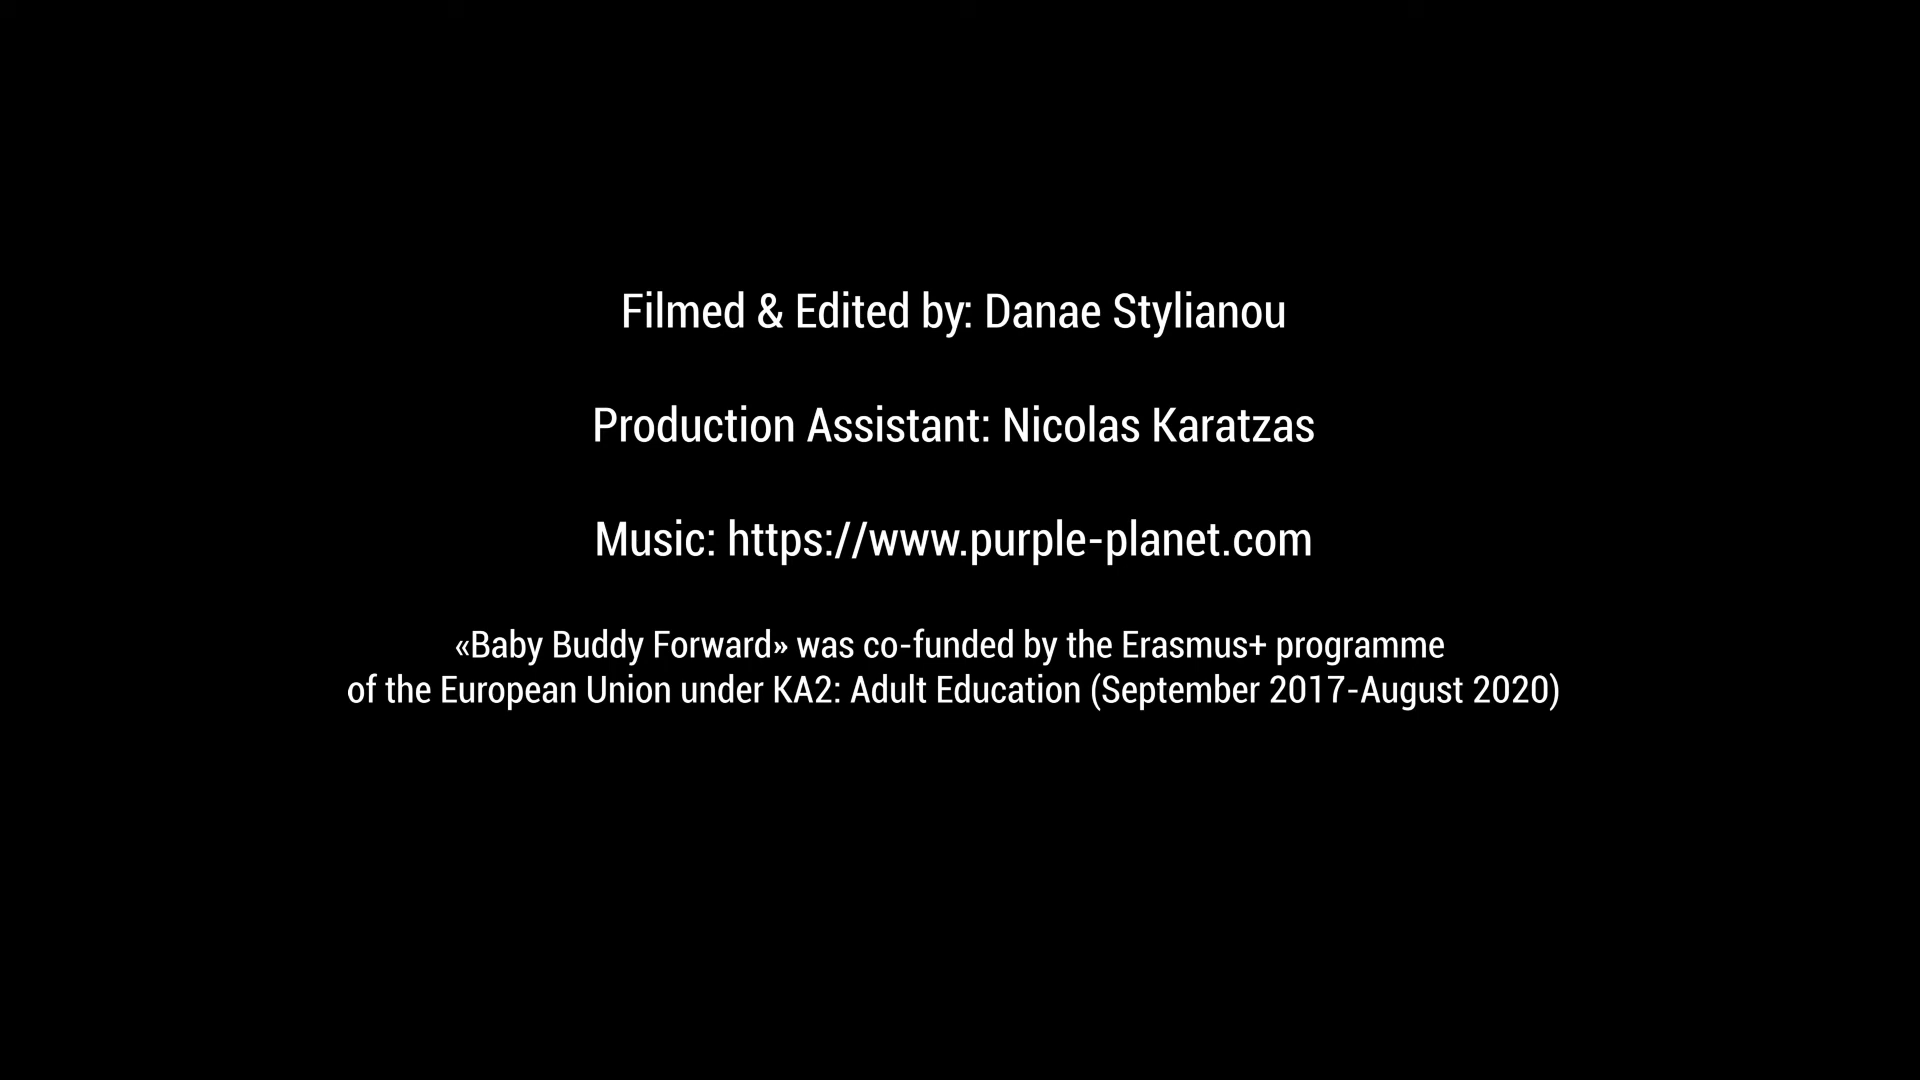 Filmed & Edited by: Danae Stylianou
Production Assistant: Nicolas Karatzas
Music: https://www.purple-planet.com
«Baby Buddy Forward» was co-funded by the Erasmus+ programme
of the European Union under KA2: Adult Education (September 2017-August 2020)